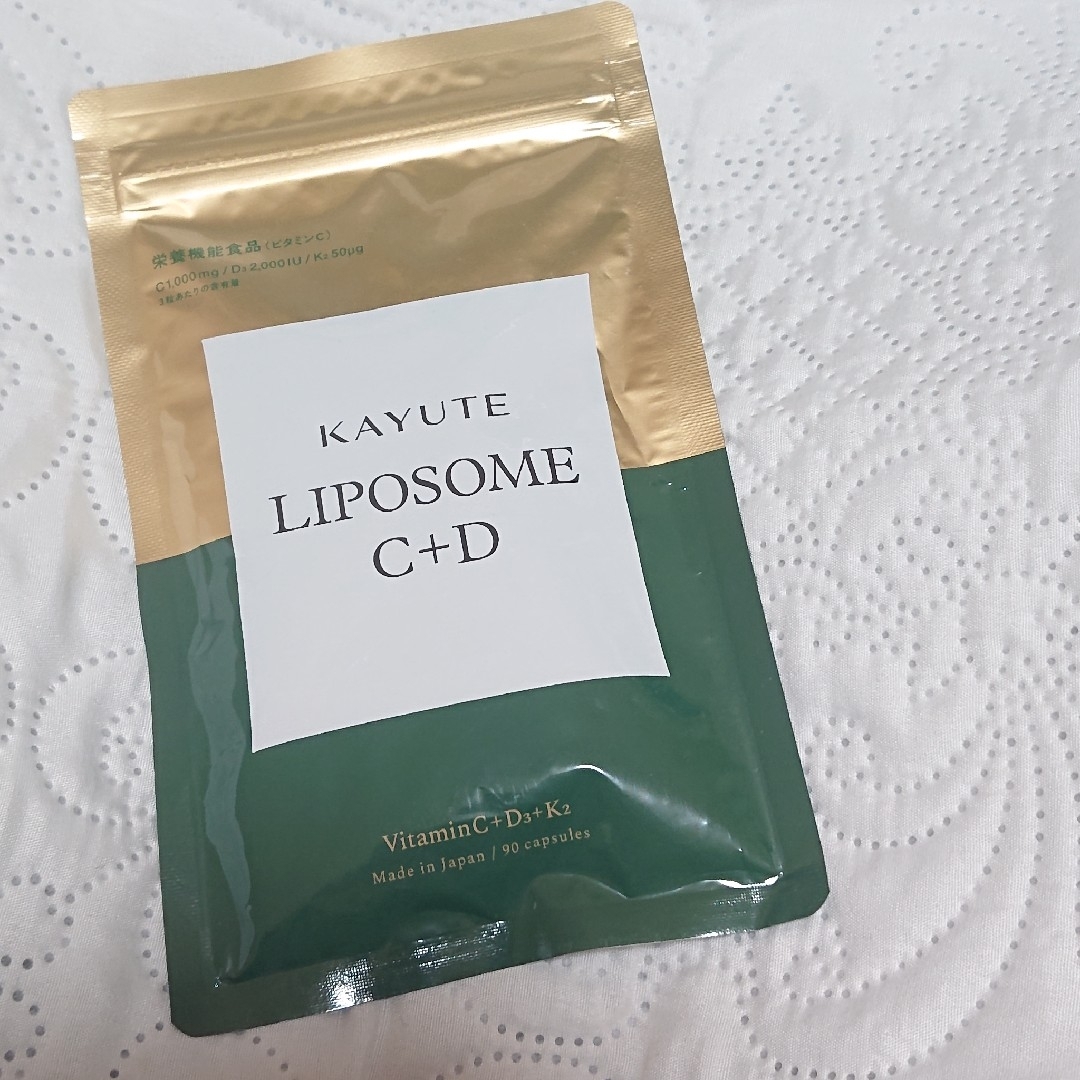 栄養機能食品(ビタミンC)
C1,000mg / D₃ 2,000IU / K₂ 50μg
3粒あたりの含有量
KAYUTE
LIPOSOME
C+D
VitaminC+D₃+K₂
Made in Japan / 90 capsules